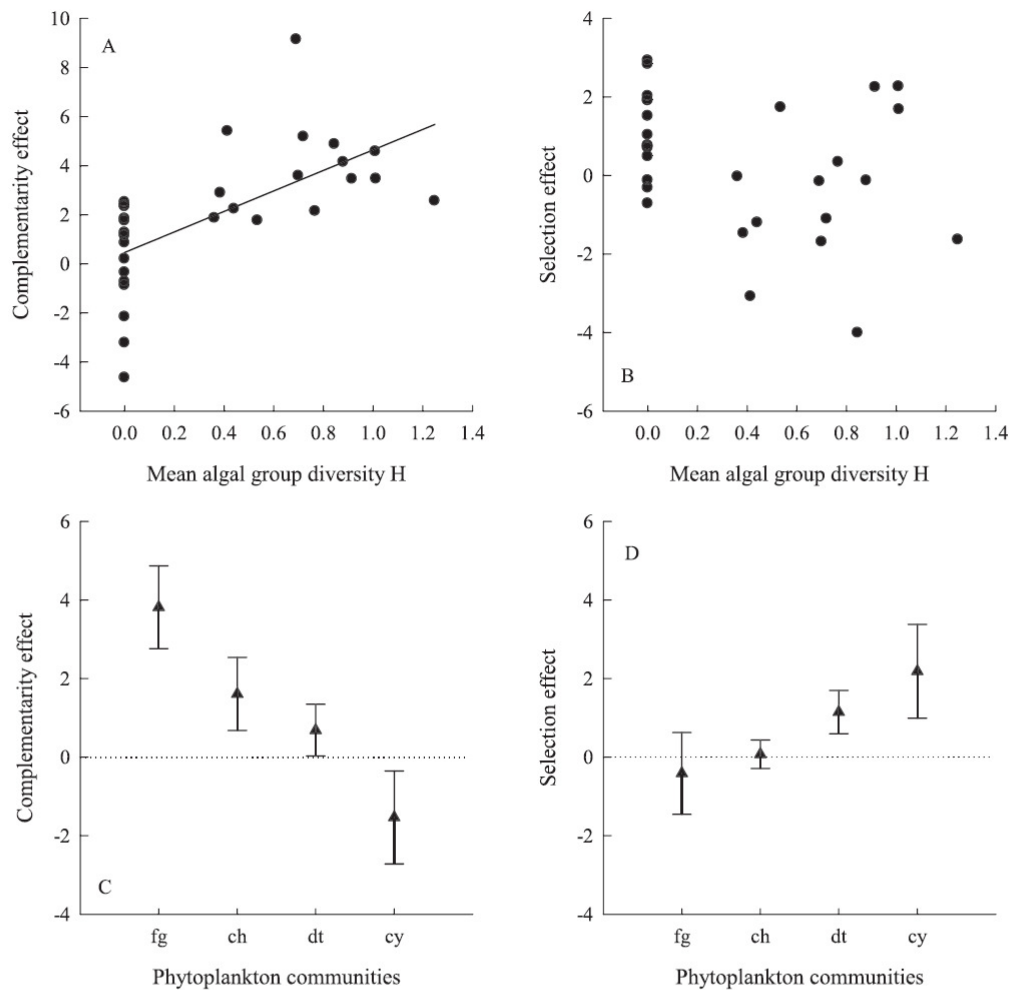 A
10
8
6
4
2
0
-2
-4
-6
Complementarity effect
0.0 0.2 0.4 0.6 0.8 1.0 1.2 1.4
Mean algal group diversity H
4
2
0
-2
-4
-6
Selection effect
B
0.0 0.2 0.4 0.6 0.8 1.0 1.2 1.4
Mean algal group diversity H
6
4
2
0
-2
-4
Complementarity effect
C
fg ch dt cy
Phytoplankton communities
D
6
4
2
0
-2
-4
Selection effect
fg ch dt cy
Phytoplankton communities